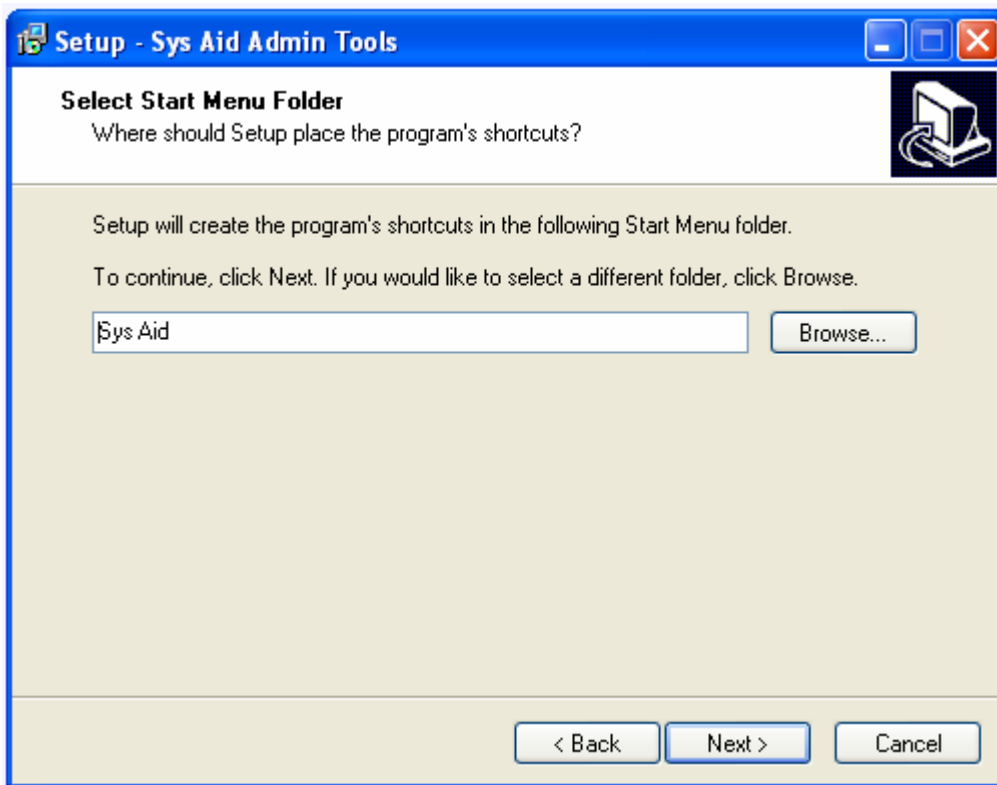 Setup - Sys Aid Admin Tools
Select Start Menu Folder
Where should Setup place the program's shortcuts?
Setup will create the program's shortcuts in the following Start Menu folder.
To continue, click Next. If you would like to select a different folder, click Browse.
Sys Aid
Browse...
< Back
Next >
Cancel